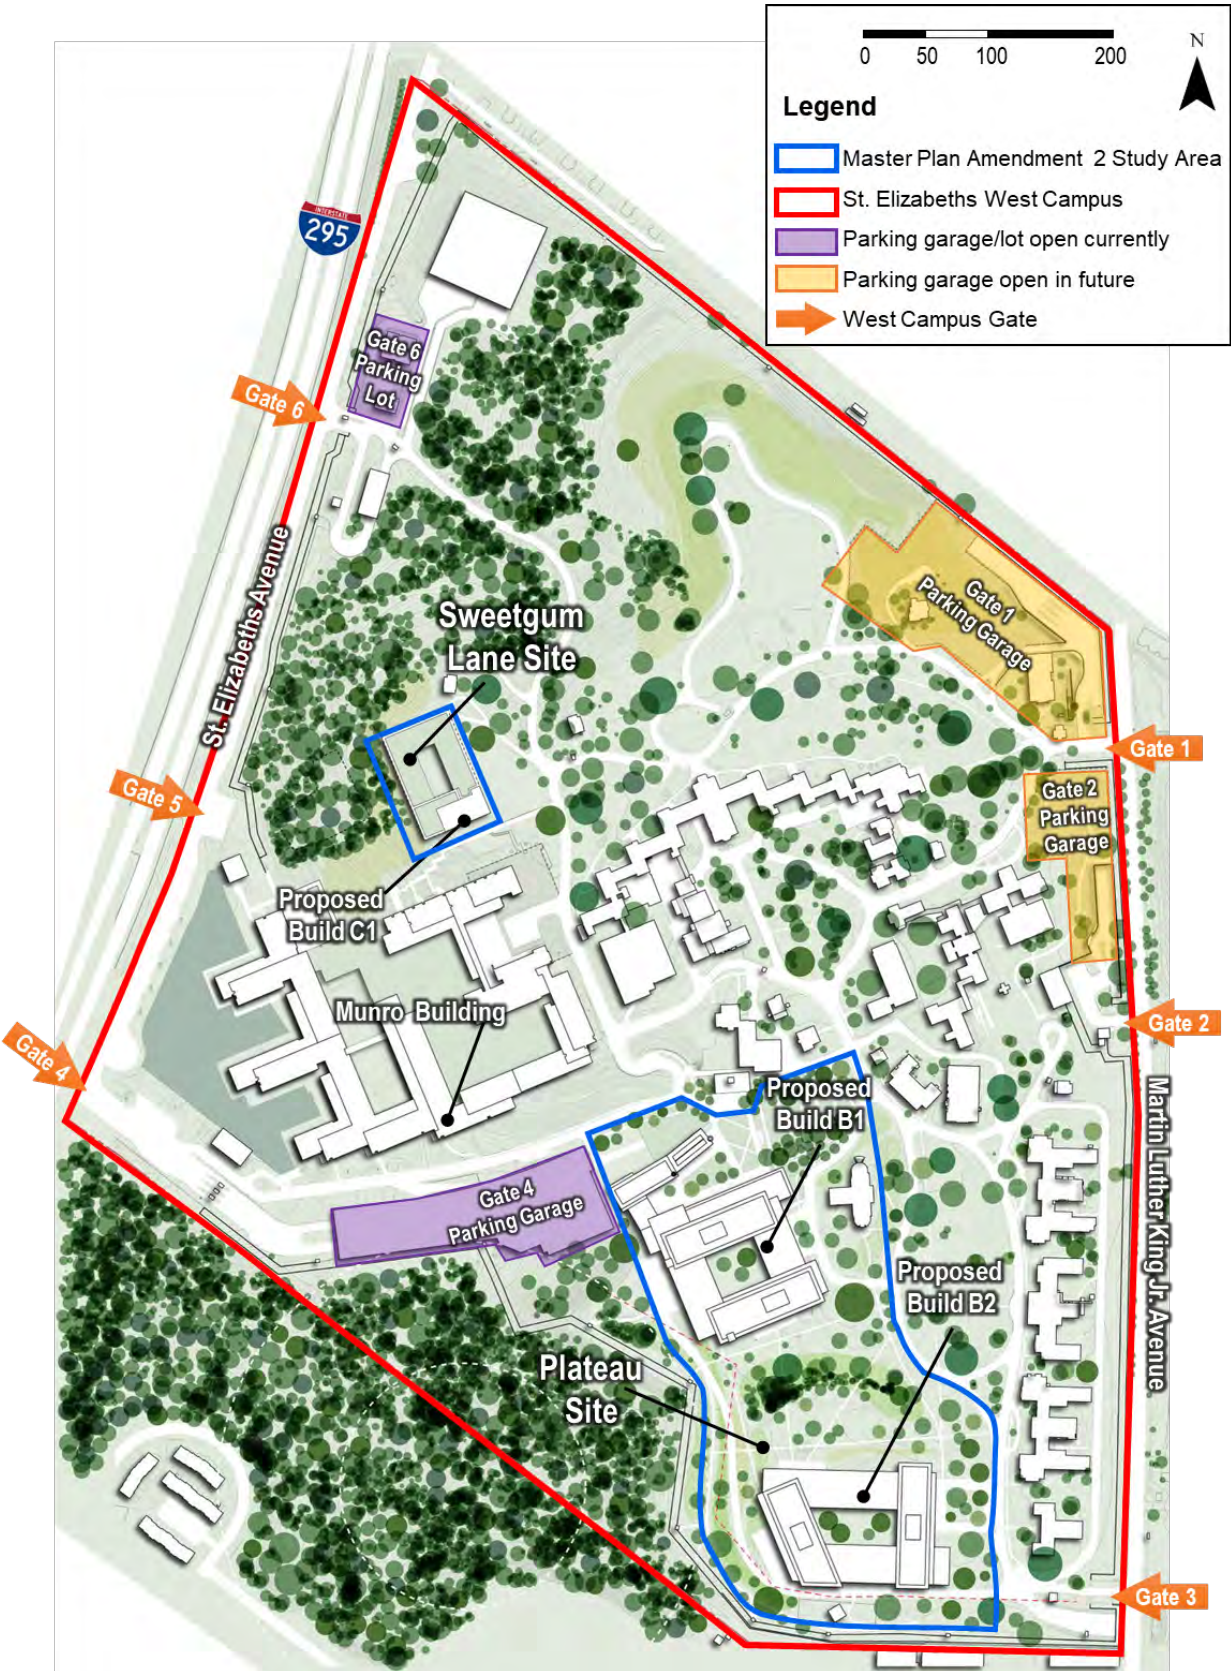 0 50 100 200
N
Legend
Master Plan Amendment 2 Study Area
St. Elizabeths West Campus
Parking garage/lot open currently
Parking garage open in future
West Campus Gate
INTERSTATE
295
Gate 6
Parking
Lot
Gate 6
Gate 1
Parking Garage
St. Elizabeths Avenue
Sweetgum
Lane Site
Gate 1
Gate 5
Gate 2
Parking
Garage
Proposed
Build C1
Munro Building
Gate 2
Gate 4
Proposed
Build B1
Martin Luther King Jr. Avenue
Gate 4
Parking Garage
Proposed
Build B2
Plateau
Site
Gate 3